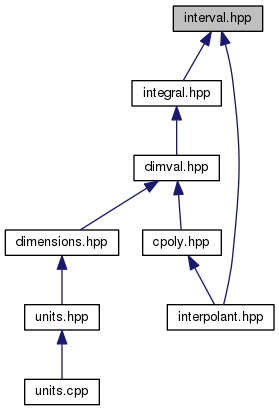 interval.hpp
integral.hpp
dimval.hpp
dimensions.hpp
cpoly.hpp
units.hpp
interpolant.hpp
units.cpp